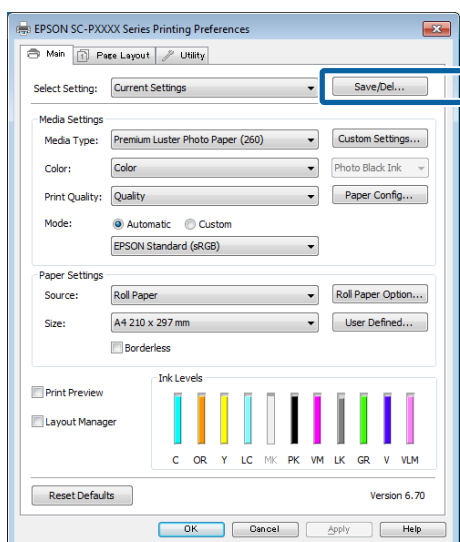 EPSON SC-PXXXX Series Printing Preferences
Main Page Layout Utility
Select Setting: Current Settings Save/Del...
Media Settings
Media Type: Premium Luster Photo Paper (260) Custom Settings...
Color: Color Photo Black Ink
Print Quality: Quality Paper Config...
Mode: Automatic Custom
EPSON Standard (sRGB)
Paper Settings
Source: Roll Paper Roll Paper Option...
Size: A4 210 x 297 mm User Defined...
Borderless
Ink Levels
Print Preview
Layout Manager
C OR Y LC MK PK VM LK GR V VLM
Reset Defaults Version 6.70
OK Cancel Apply Help